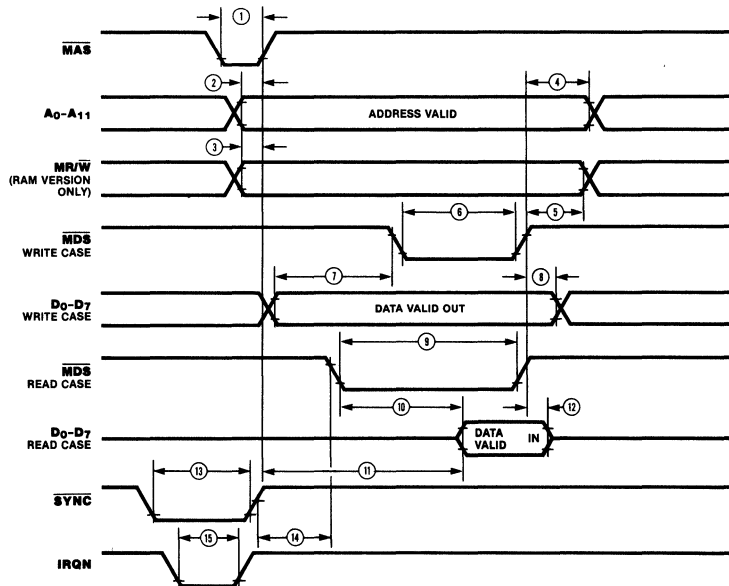 1
MAS
2
4
A0-A11
ADDRESS VALID
3
MR/W
(RAM VERSION
ONLY)
5
6
MDS
WRITE CASE
7
8
D0-D7
WRITE CASE
DATA VALID OUT
9
MDS
READ CASE
10
12
D0-D7
READ CASE
DATA
VALID IN
11
13
SYNC
14
15
IRQN